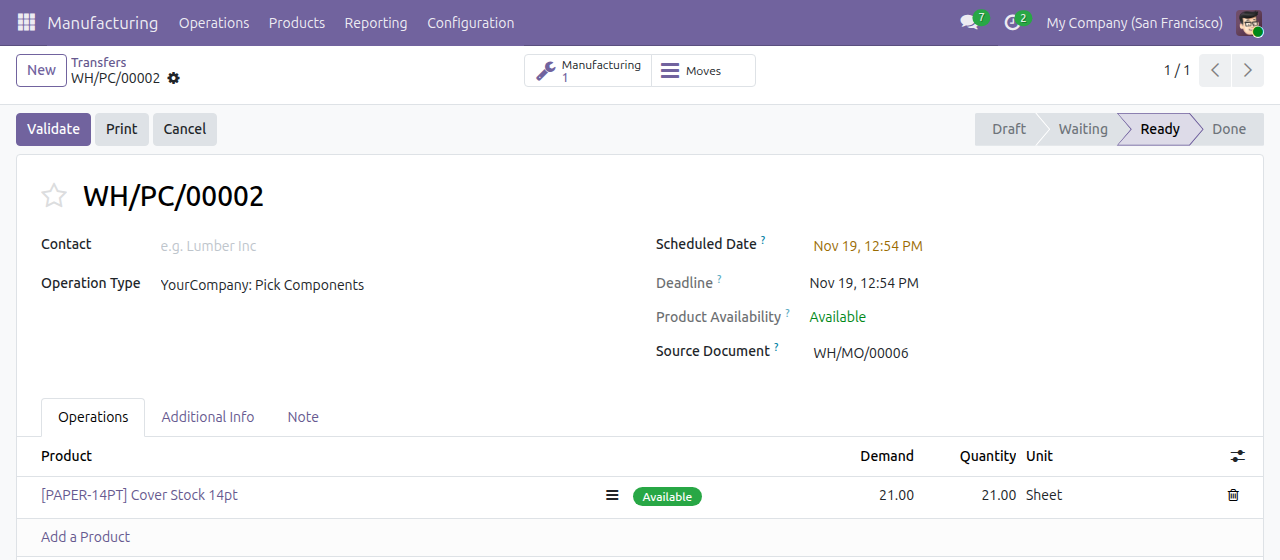 Manufacturing Operations Products Reporting Configuration 7 2 My Company (San Francisco)
New Transfers Manufacturing Moves 1 / 1
WH/PC/00002 1
Validate Print Cancel Draft Waiting Ready Done
WH/PC/00002
Contact e.g. Lumber Inc Scheduled Date ? Nov 19, 12:54 PM
Operation Type YourCompany: Pick Components Deadline ? Nov 19, 12:54 PM
Product Availability ? Available
Source Document ? WH/MO/00006
Operations Additional Info Note
Product Demand Quantity Unit
[PAPER-14PT] Cover Stock 14pt Available 21.00 21.00 Sheet
Add a Product